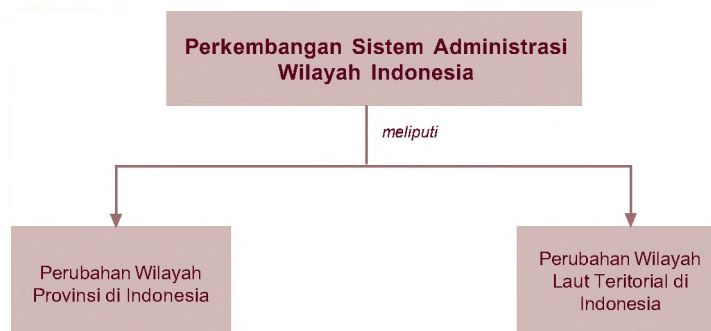 Perkembangan Sistem Administrasi
Wilayah Indonesia
meliputi
Perubahan Wilayah
Provinsi di Indonesia
Perubahan Wilayah
Laut Teritorial di
Indonesia